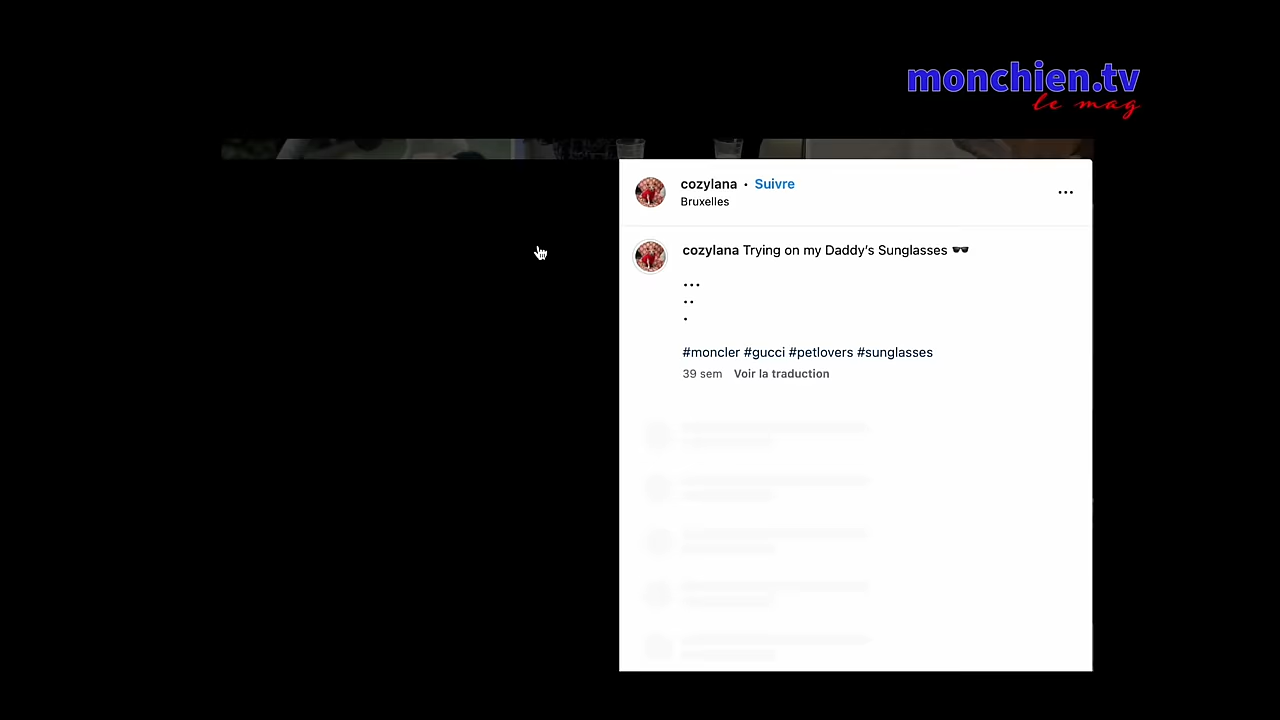 monchien.tv
le mag
cozylana • Suivre
Bruxelles
cozylana Trying on my Daddy's Sunglasses 🕶️
...
..
.
#moncler #gucci #petlovers #sunglasses
39 sem Voir la traduction